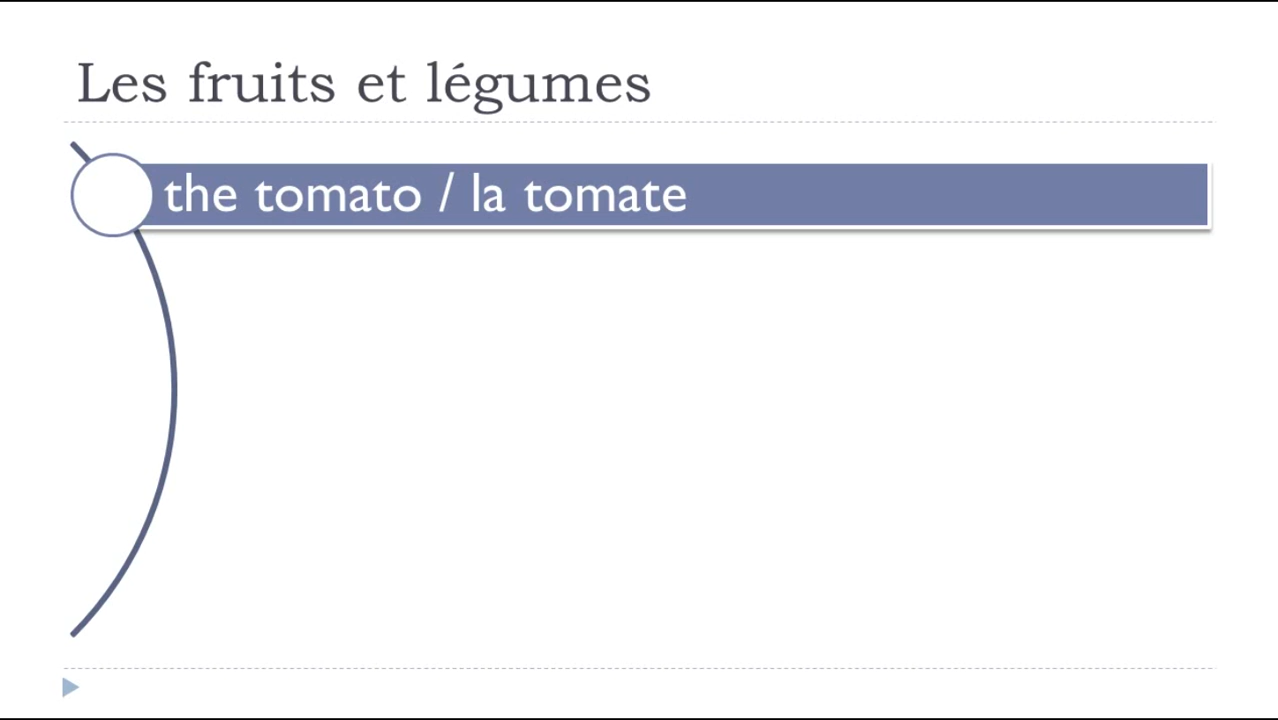 Les fruits et légumes
the tomato / la tomate